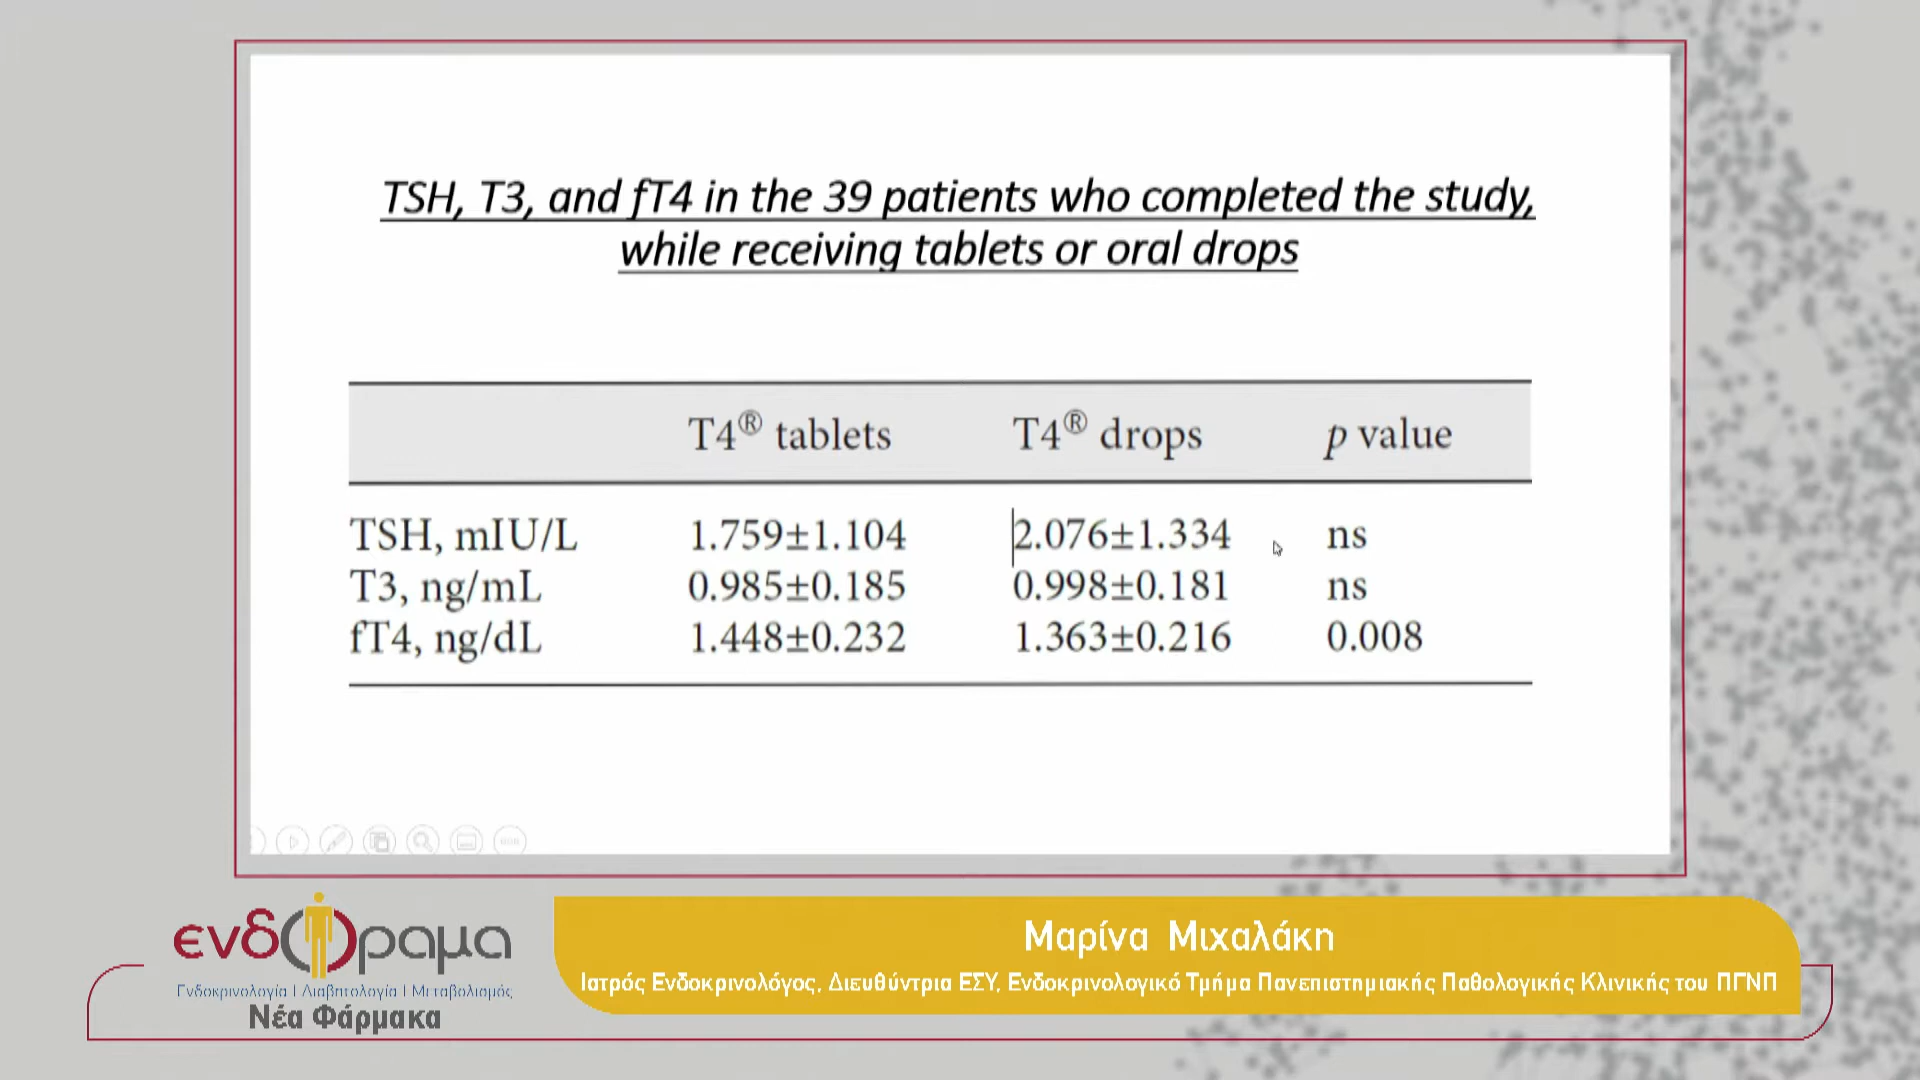 TSH, T3, and fT4 in the 39 patients who completed the study,
while receiving tablets or oral drops
T4® tablets T4® drops p value
TSH, mIU/L 1.759±1.104 2.076±1.334 ns
T3, ng/mL 0.985±0.185 0.998±0.181 ns
fT4, ng/dL 1.448±0.232 1.363±0.216 0.008
ενδόραμα
Ενδοκρινολογία | Διαβητολογία | Μεταβολισμός
Νέα Φάρμακα
Μαρίνα Μιχαλάκη
Ιατρός Ενδοκρινολόγος, Διευθύντρια ΕΣΥ, Ενδοκρινολογικό Τμήμα Πανεπιστημιακής Παθολογικής Κλινικής του ΠΓΝΠ